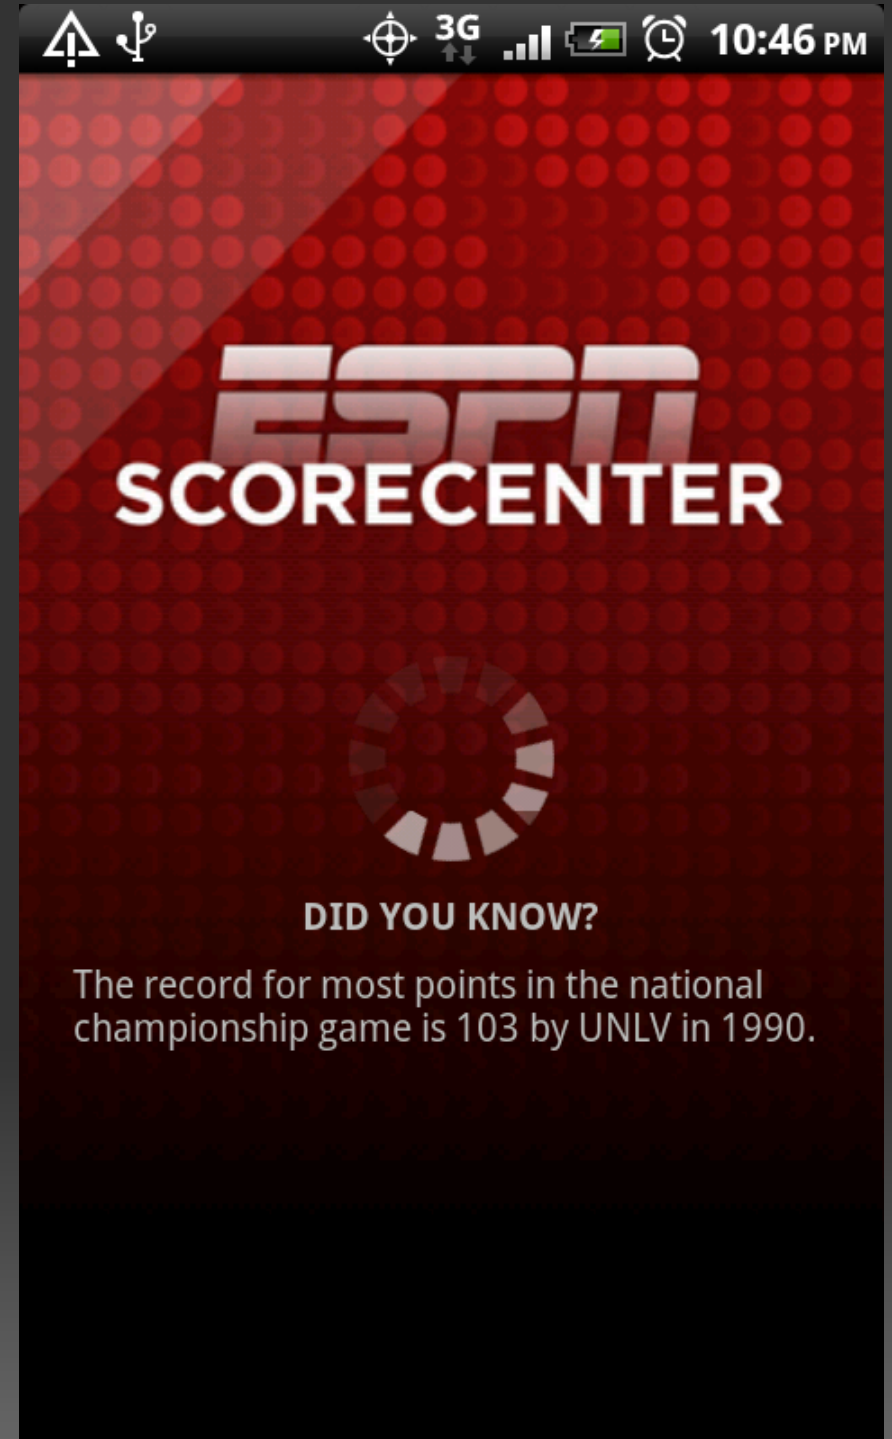 3G 10:46 PM
ESPN
SCORECENTER
DID YOU KNOW?
The record for most points in the national
championship game is 103 by UNLV in 1990.